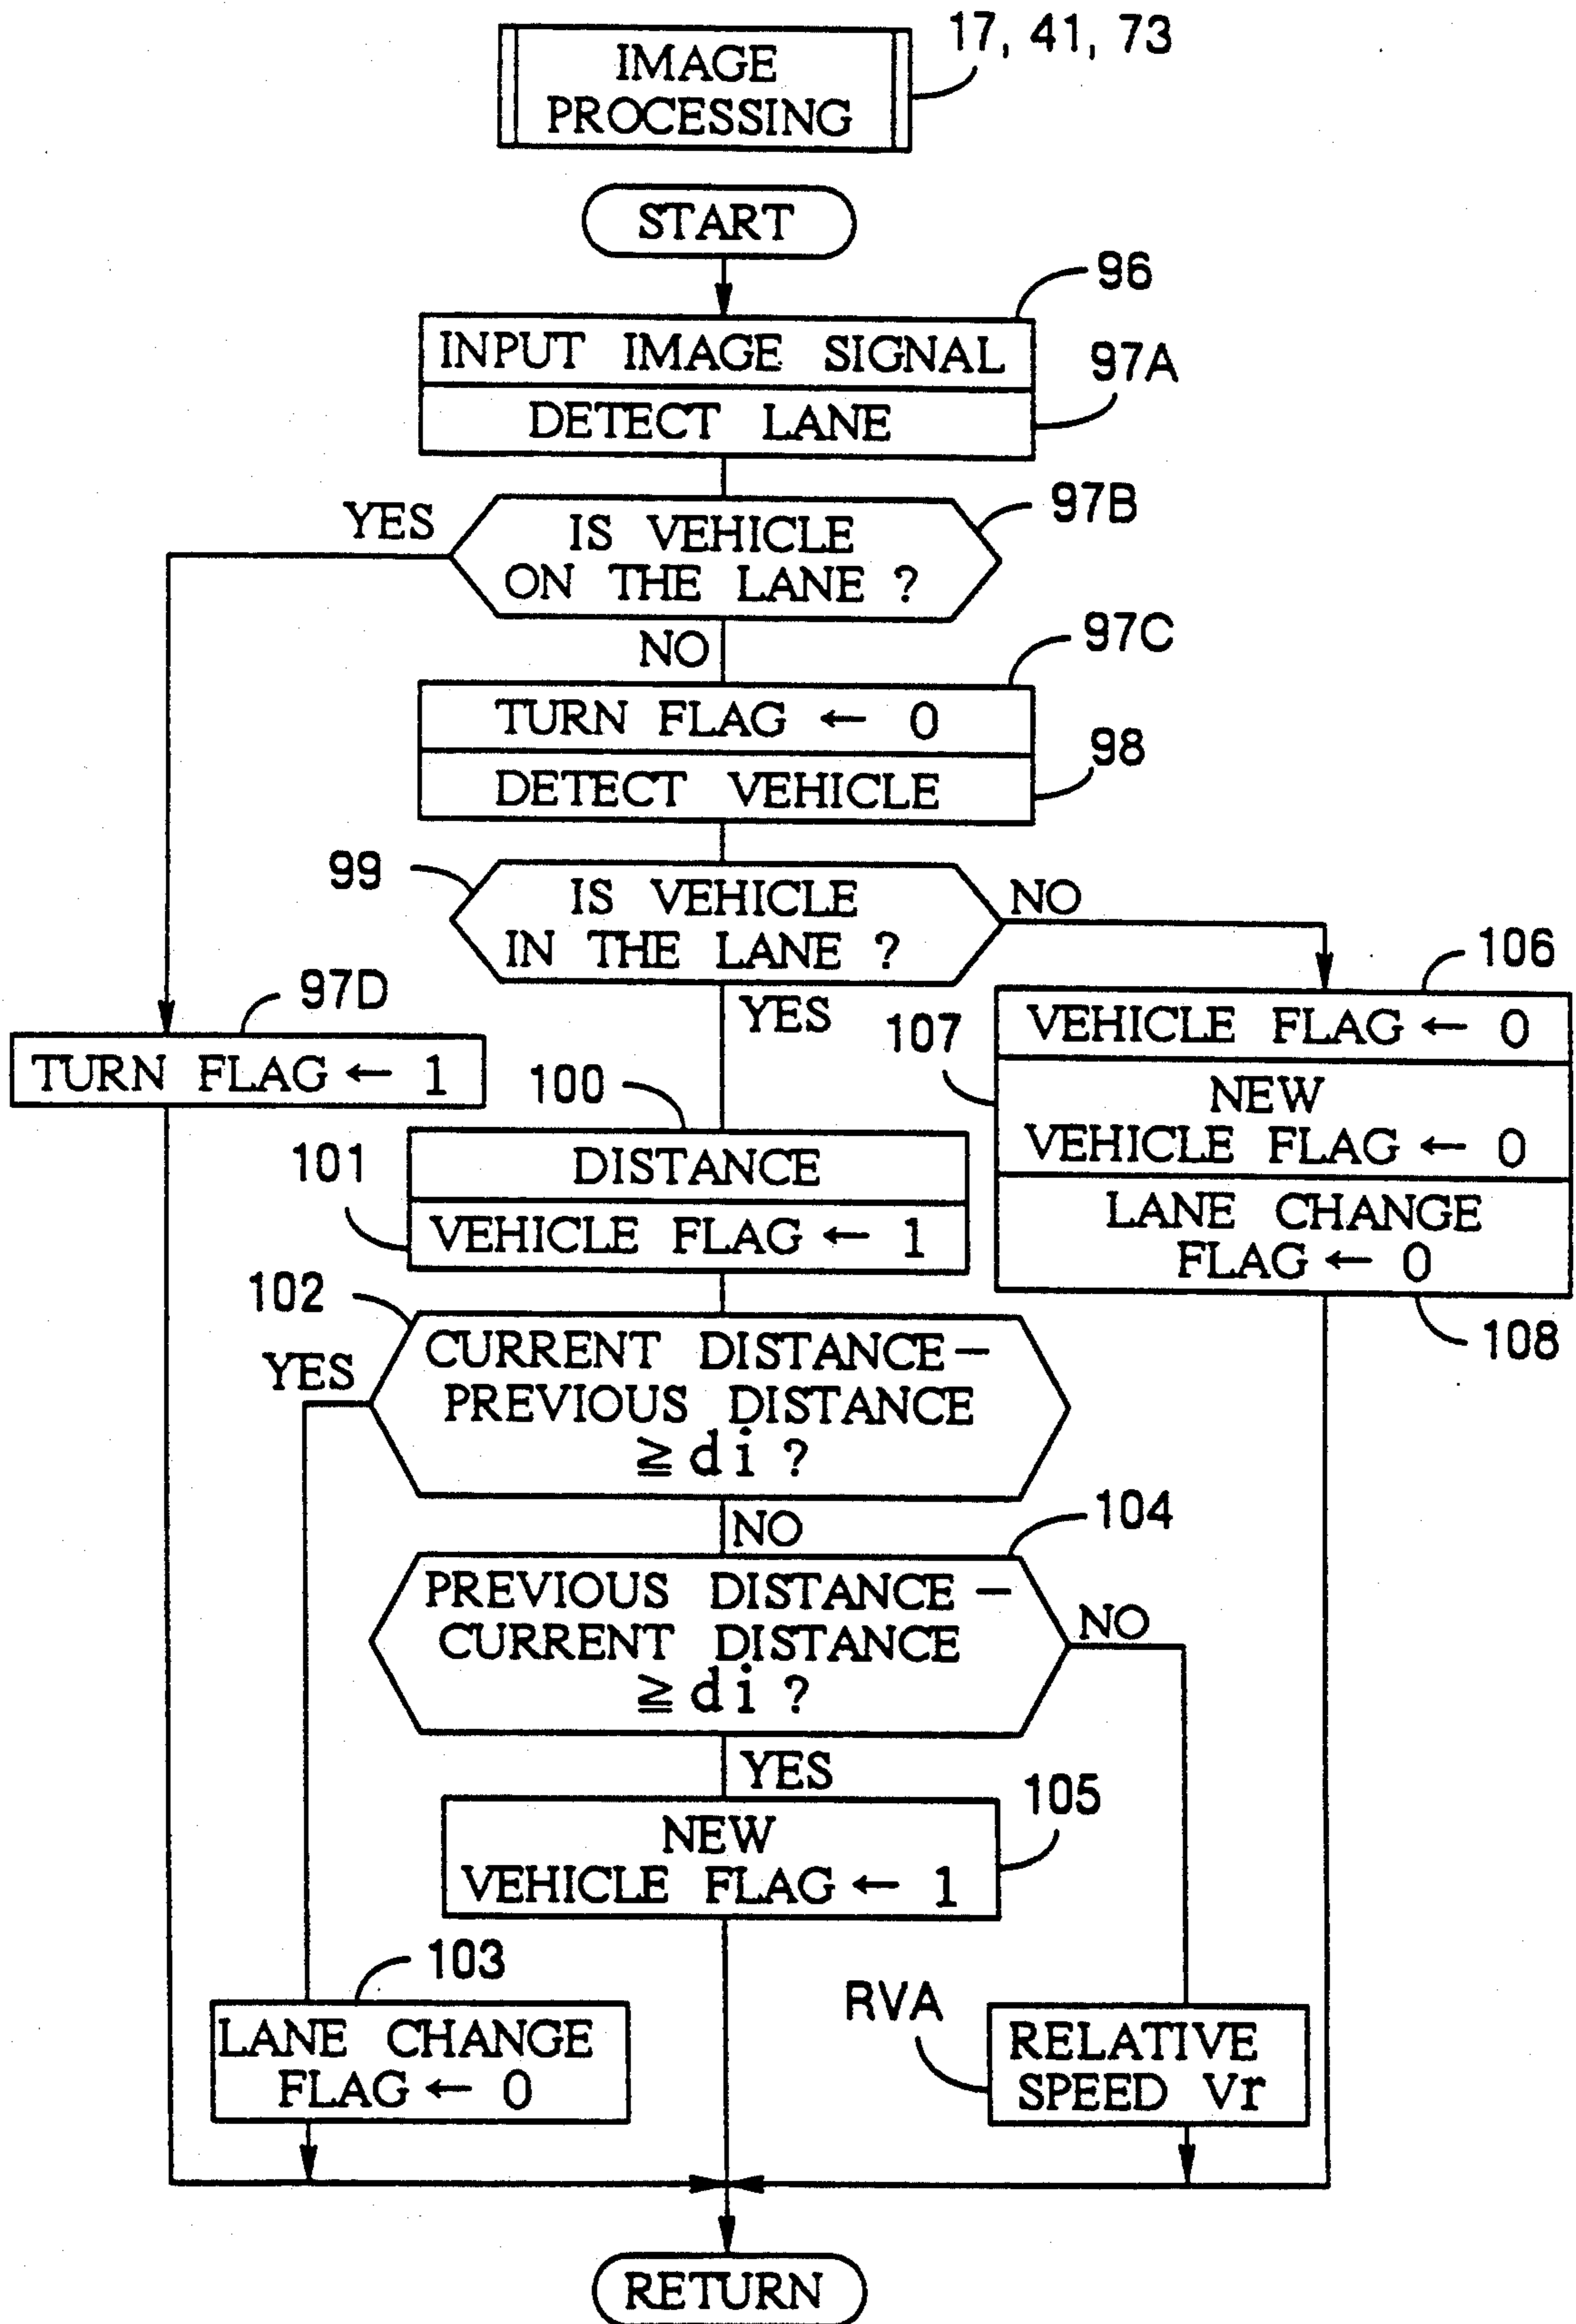 17, 41, 73
IMAGE
PROCESSING
START
96
INPUT IMAGE SIGNAL
97A
DETECT LANE
97B
YES
IS VEHICLE
ON THE LANE ?
NO
97C
TURN FLAG ← 0
98
DETECT VEHICLE
99
IS VEHICLE
IN THE LANE ?
NO
YES
106
VEHICLE FLAG ← 0
107
NEW
VEHICLE FLAG ← 0
LANE CHANGE
FLAG ← 0
108
97D
TURN FLAG ← 1
100
DISTANCE
101
VEHICLE FLAG ← 1
102
YES
CURRENT DISTANCE –
PREVIOUS DISTANCE
≧ di ?
NO
104
PREVIOUS DISTANCE –
CURRENT DISTANCE
≧ di ?
NO
YES
105
NEW
VEHICLE FLAG ← 1
103
LANE CHANGE
FLAG ← 0
RVA
RELATIVE
SPEED Vr
RETURN